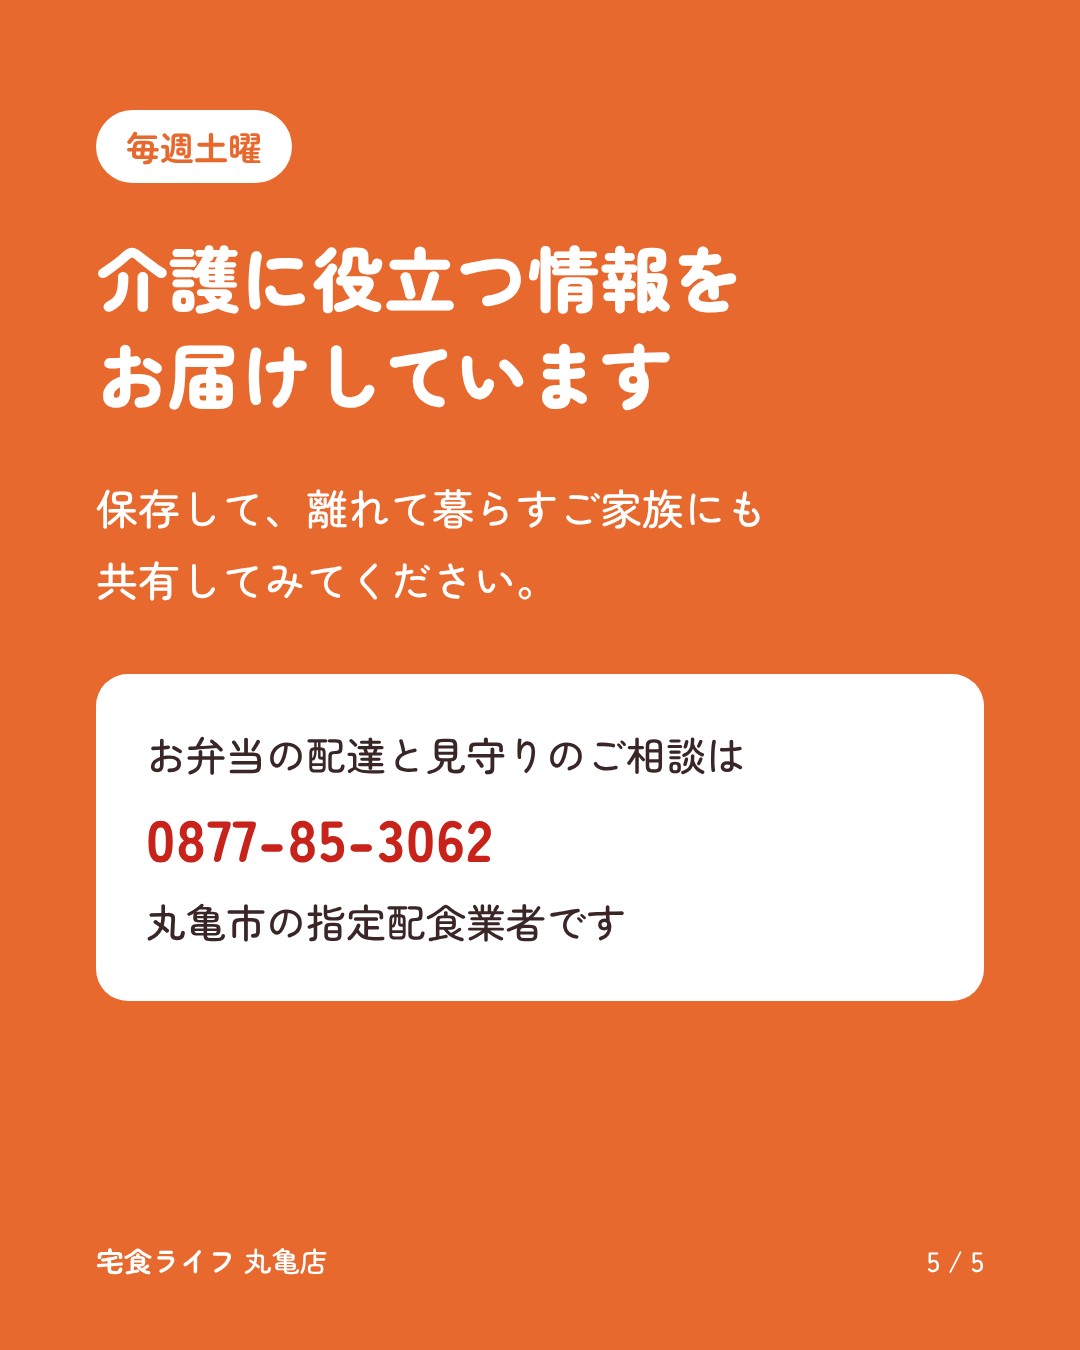 毎週土曜
介護に役立つ情報を
お届けしています
保存して、離れて暮らすご家族にも
共有してみてください。
お弁当の配達と見守りのご相談は
0877-85-3062
丸亀市の指定配食業者です
宅食ライフ 丸亀店
5 / 5